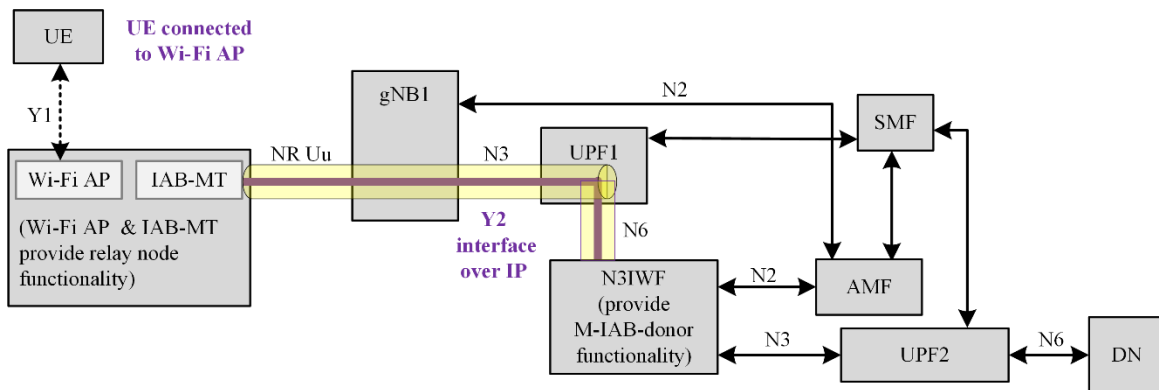 UE
UE connected
to Wi-Fi AP
Y1
gNB1
N2
SMF
UPF1
NR Uu
N3
Wi-Fi AP
IAB-MT
(Wi-Fi AP & IAB-MT
provide relay node
functionality)
Y2
interface
over IP
N6
N3IWF
(provide
M-IAB-donor
functionality)
N2
AMF
N3
UPF2
N6
DN